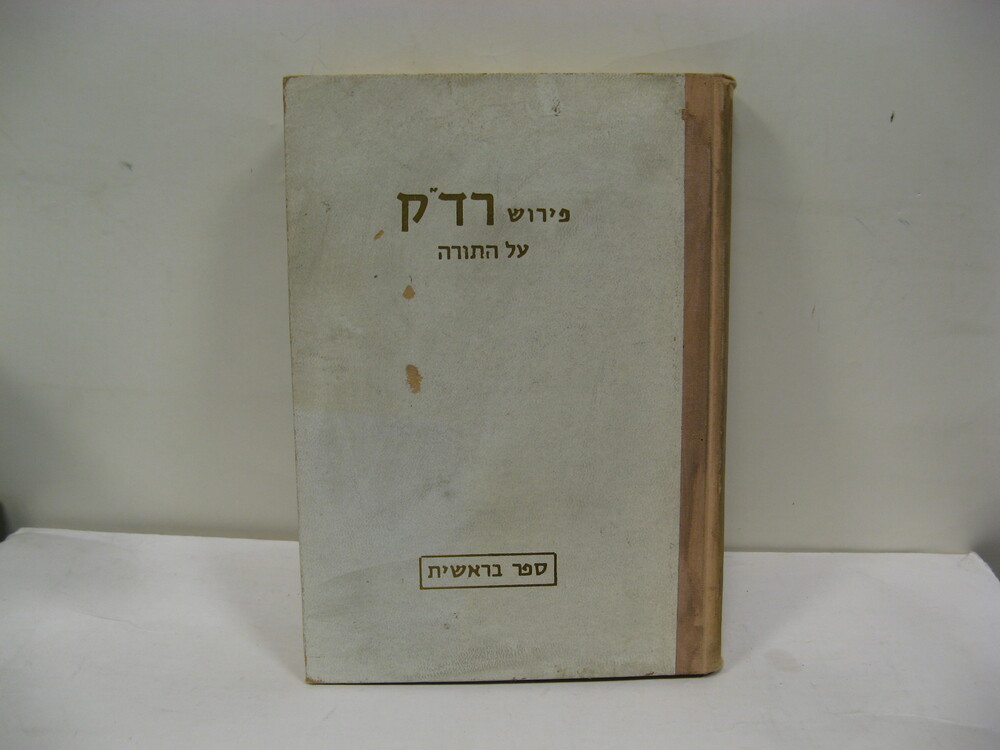 פירוש רד״ק
על התורה
ספר בראשית